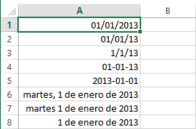 A B
1 01/01/2013
2 01/01/13
3 1/1/13
4 01-01-13
5 2013-01-01
6 martes, 1 de enero de 2013
7 martes 1 de enero de 2013
8 1 de enero de 2013